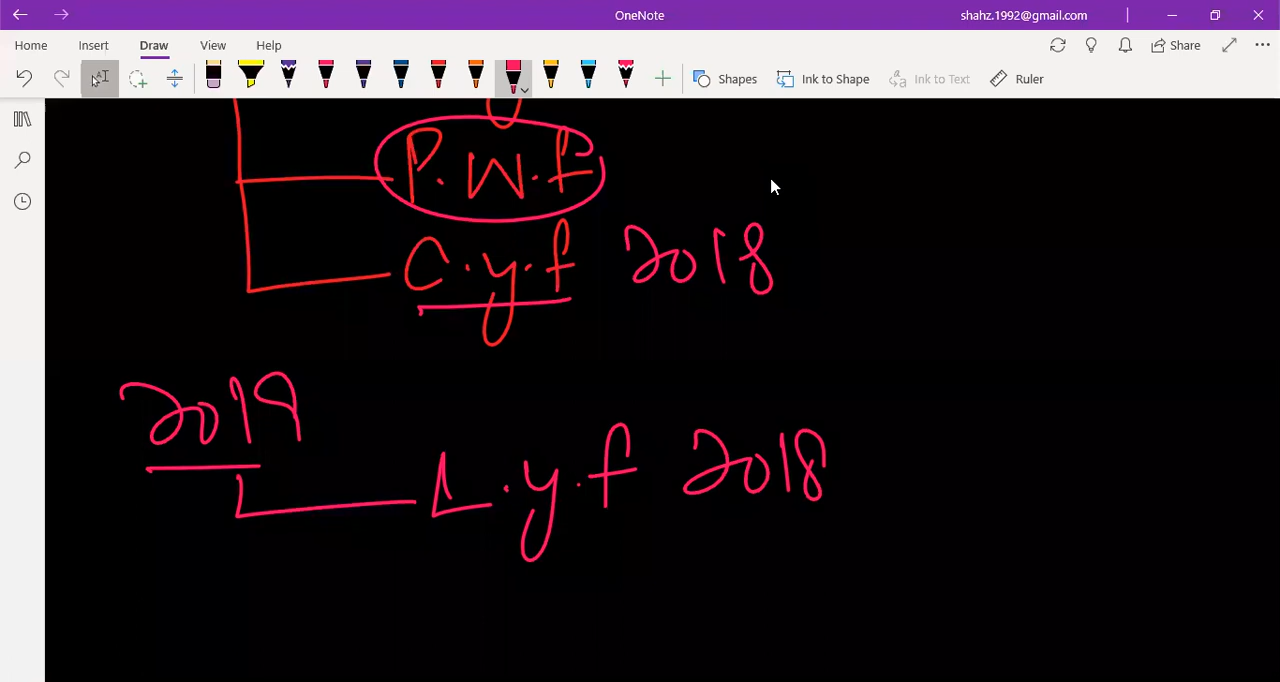 OneNote
shahz.1992@gmail.com
Home Insert Draw View Help
Share
Shapes Ink to Shape Ink to Text Ruler
P.W.F
C.y.f 2018
2019
L.y.f 2018